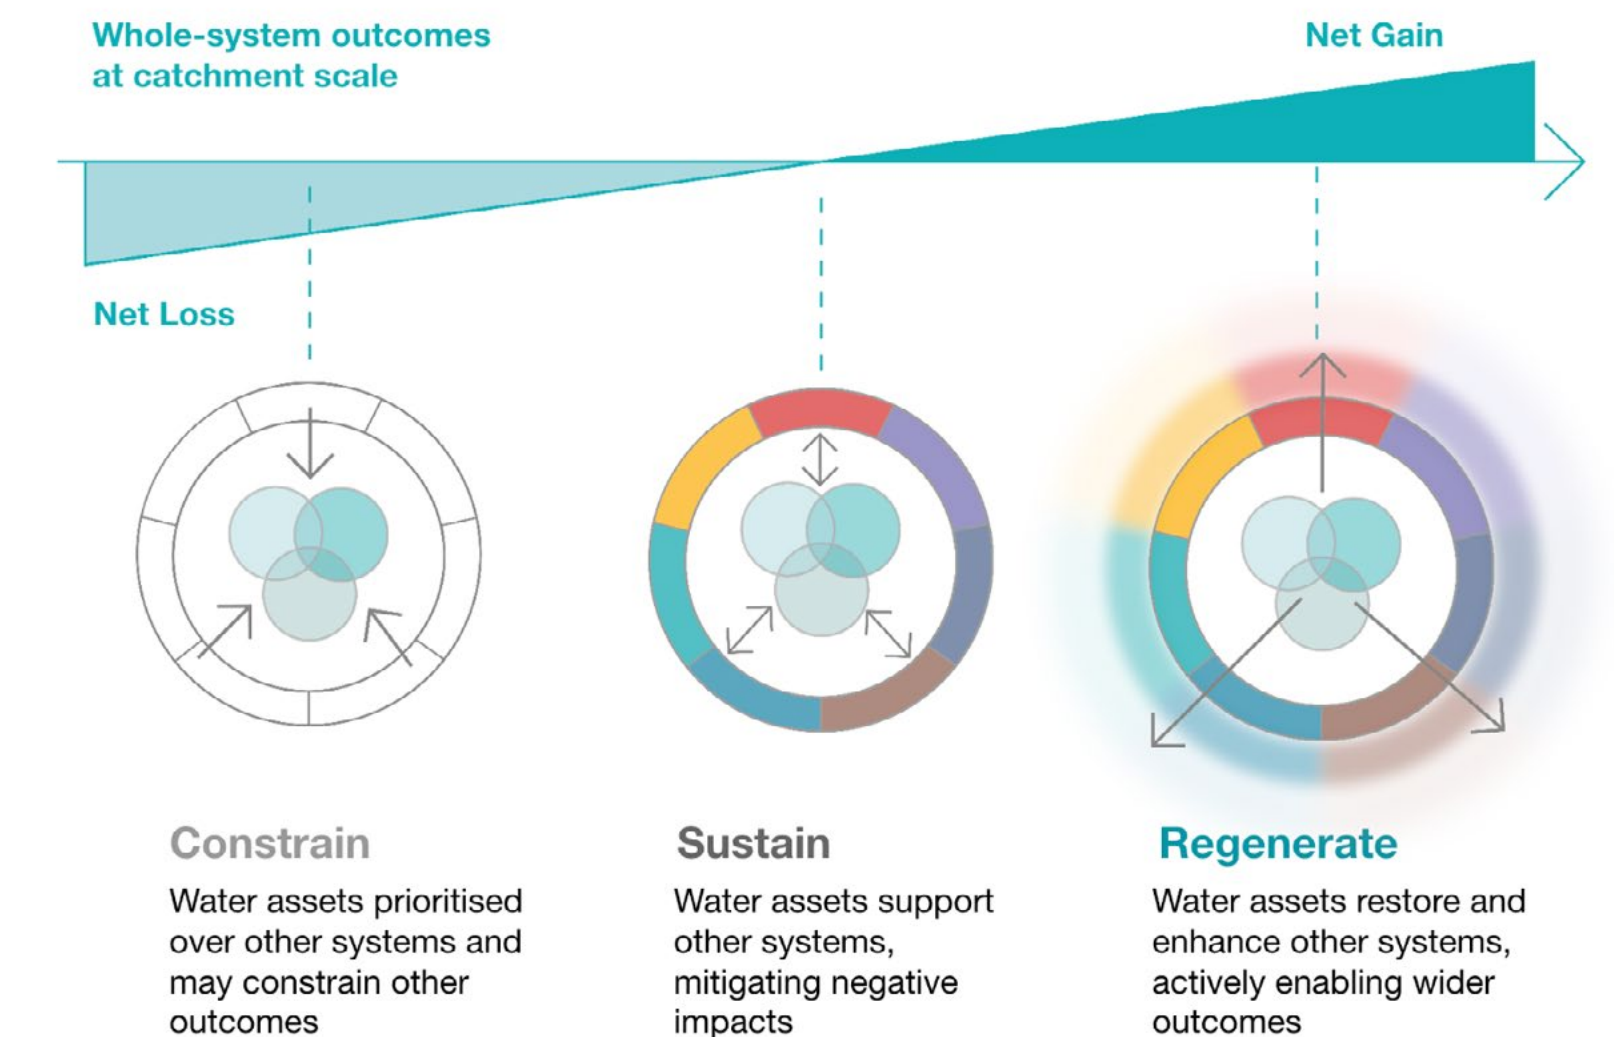 Whole-system outcomes
at catchment scale
Net Gain
Net Loss
Constrain
Water assets prioritised
over other systems and
may constrain other
outcomes
Sustain
Water assets support
other systems,
mitigating negative
impacts
Regenerate
Water assets restore and
enhance other systems,
actively enabling wider
outcomes